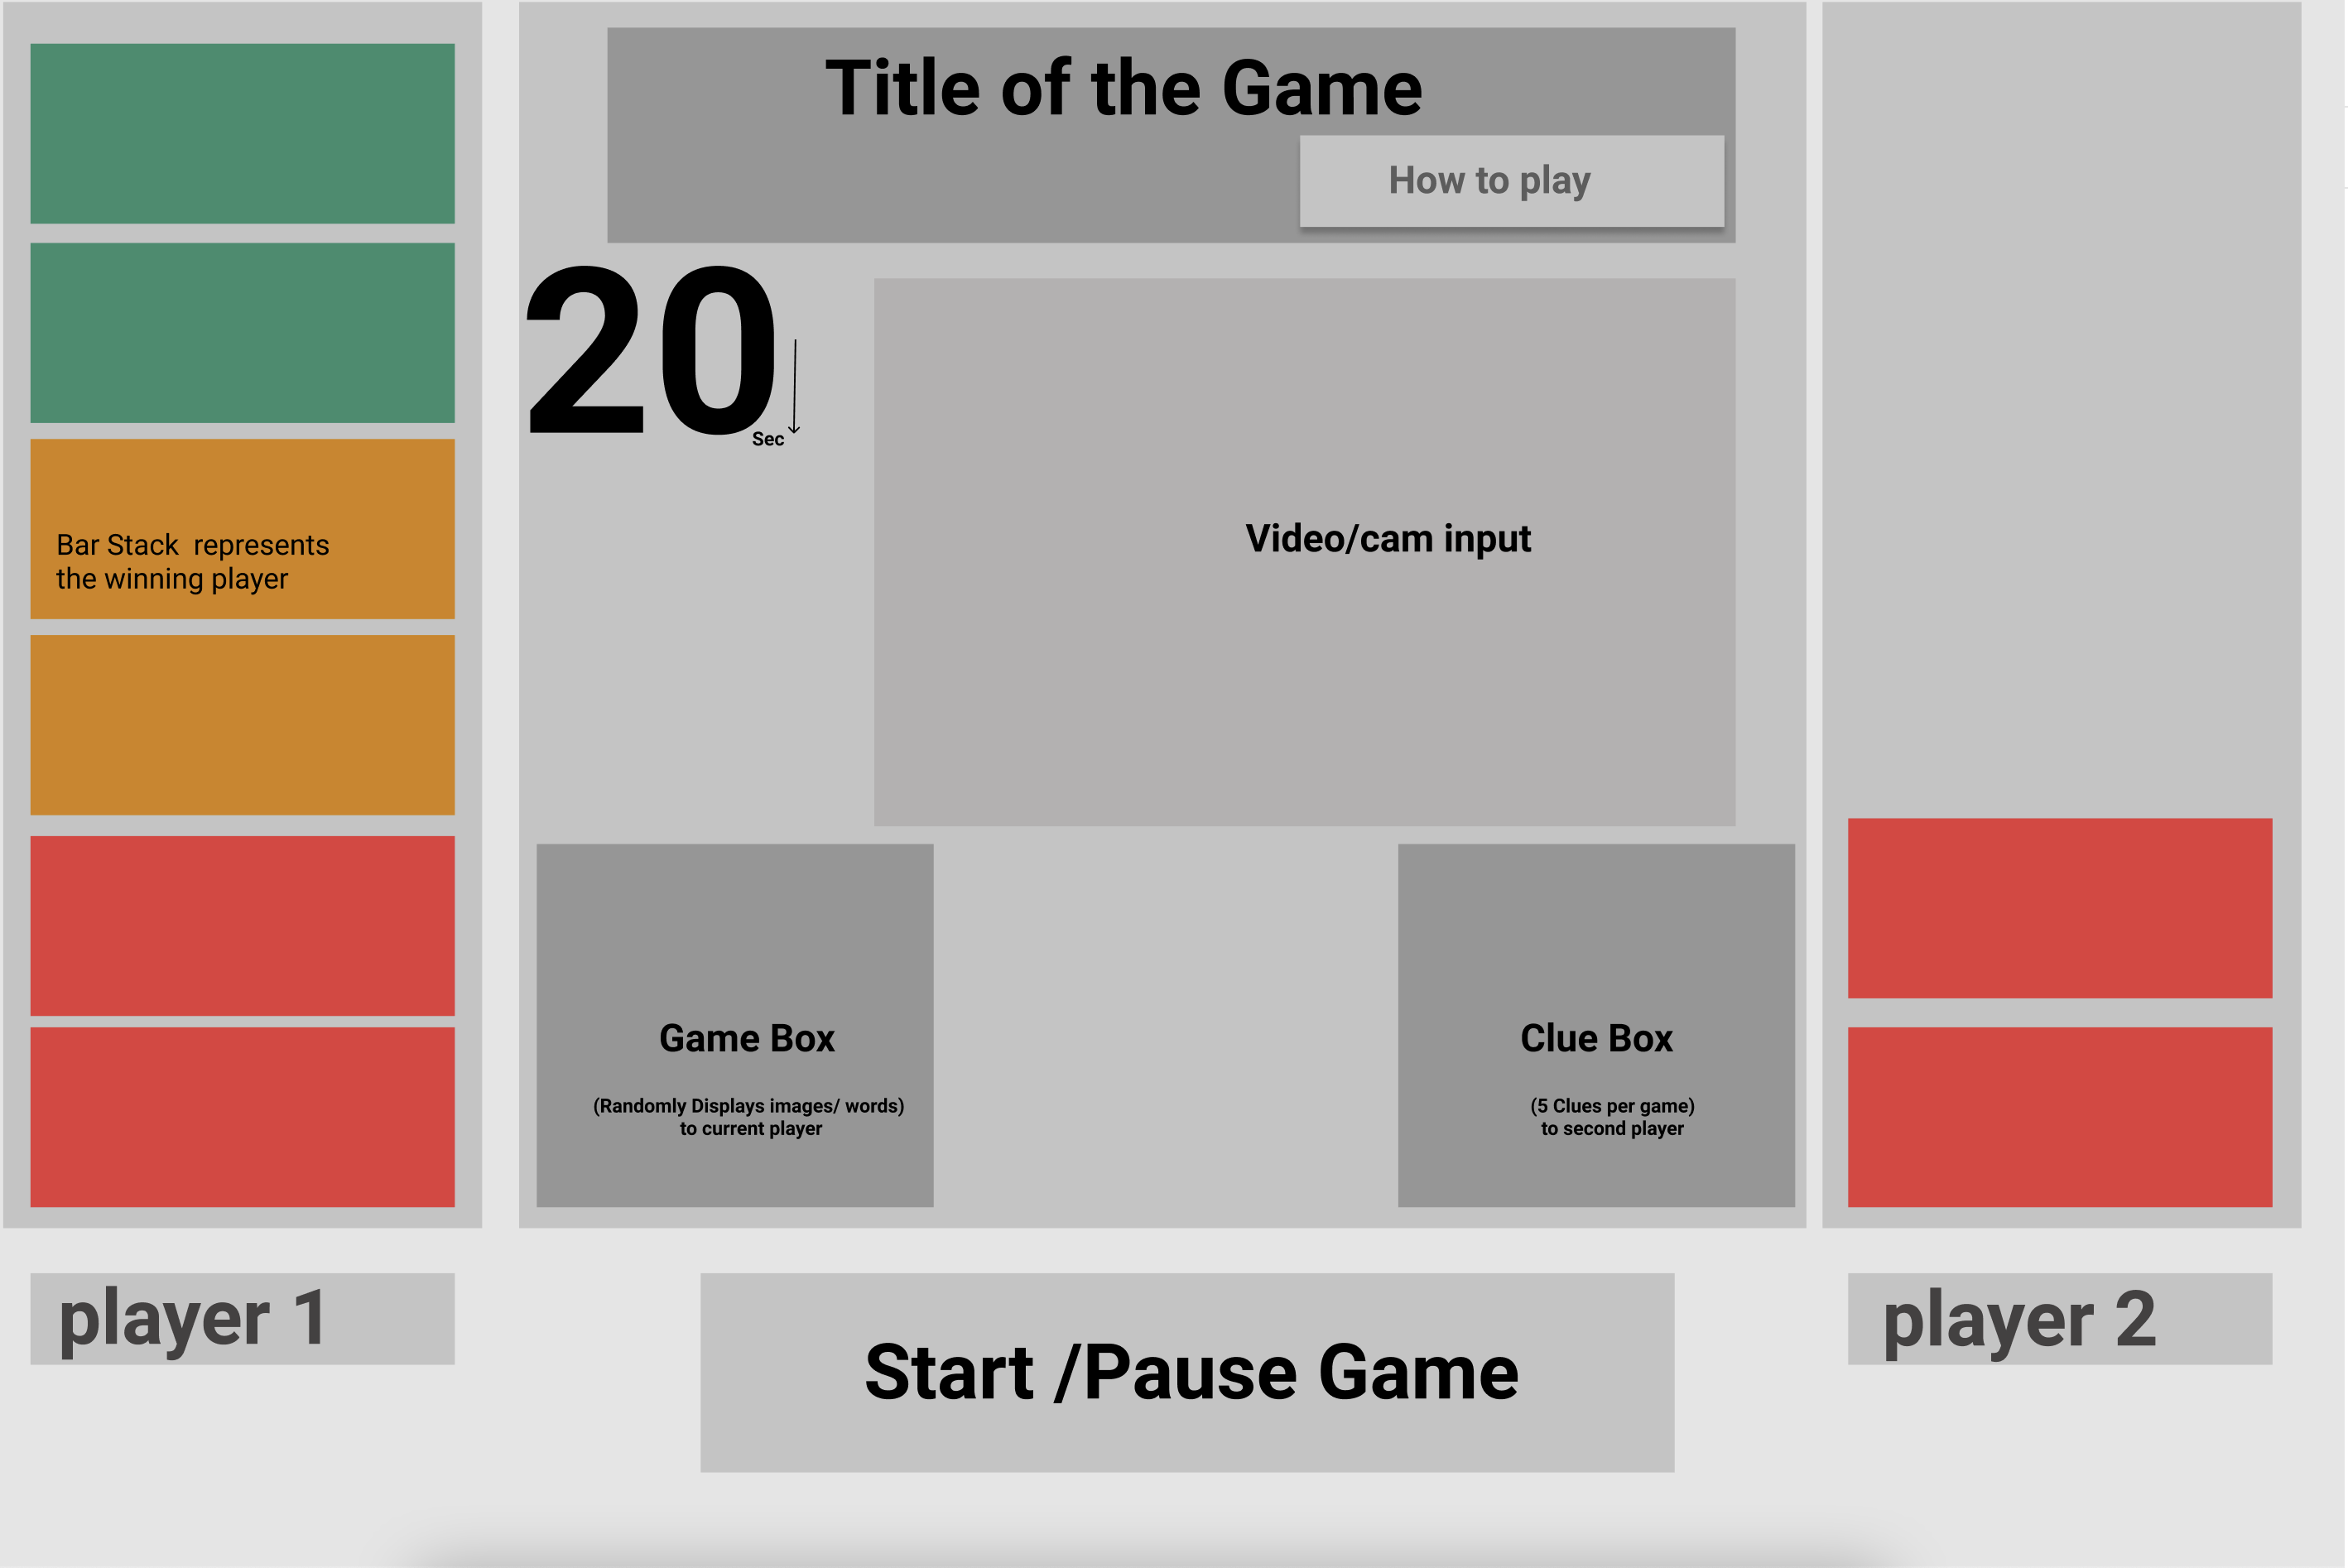 Title of the Game
How to play
20
Sec
Bar Stack represents
the winning player
Video/cam input
Game Box
(Randomly Displays images/ words)
to current player
Clue Box
(5 Clues per game)
to second player
player 1
Start /Pause Game
player 2